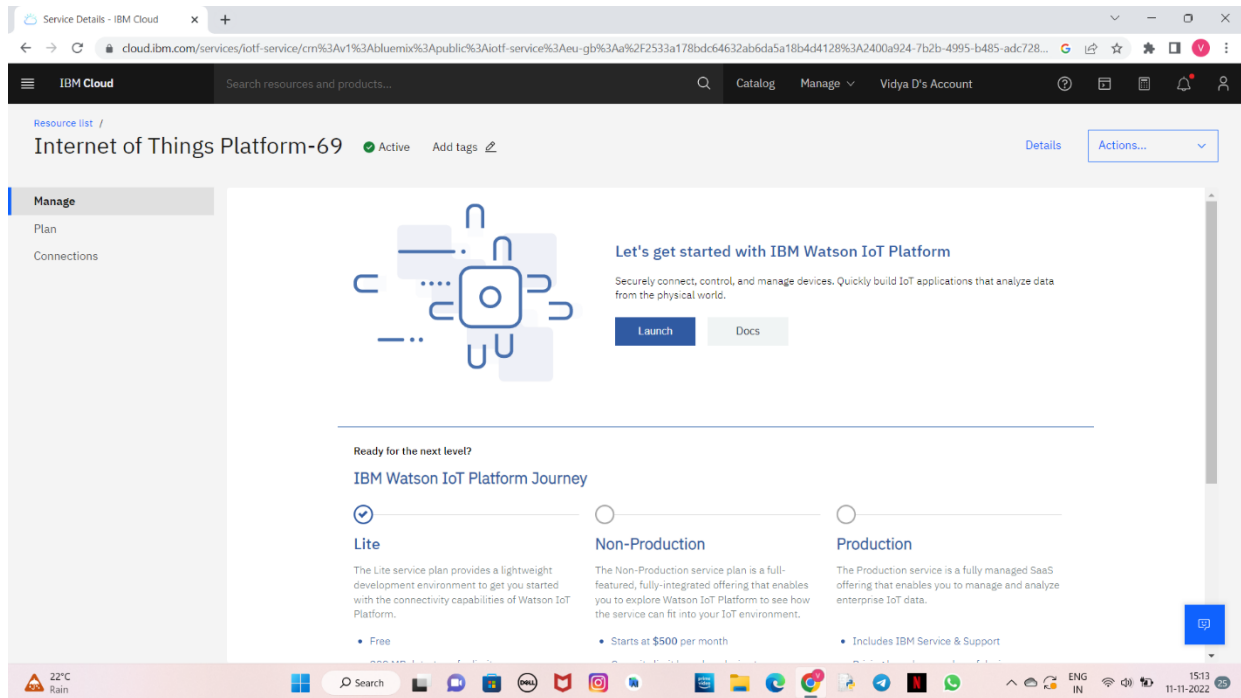 Service Details - IBM Cloud
cloud.ibm.com/services/iotf-service/crn%3Av1%3Abluemix%3Apublic%3Aiotf-service%3Aeu-gb%3Aa%2F2533a178bdc64632ab6da5a18b4d4128%3A2400a924-7b2b-4995-b485-adc728...
V
IBM Cloud
Search resources and products...
Catalog
Manage
Vidya D's Account
Resource list /
Internet of Things Platform-69
Active
Add tags
Details
Actions...
Manage
Plan
Connections
Let's get started with IBM Watson IoT Platform
Securely connect, control, and manage devices. Quickly build IoT applications that analyze data
from the physical world.
Launch
Docs
Ready for the next level?
IBM Watson IoT Platform Journey
Lite
The Lite service plan provides a lightweight
development environment to get you started
with the connectivity capabilities of Watson IoT
Platform.
• Free
Non-Production
The Non-Production service plan is a full-
featured, fully-integrated offering that enables
you to explore Watson IoT Platform to see how
the service can fit into your IoT environment.
• Starts at $500 per month
Production
The Production service is a fully managed SaaS
offering that enables you to manage and analyze
enterprise IoT data.
• Includes IBM Service & Support
22°C
Rain
Search
DELL
prime video
N
V
ENG
IN
15:13
11-11-2022
25